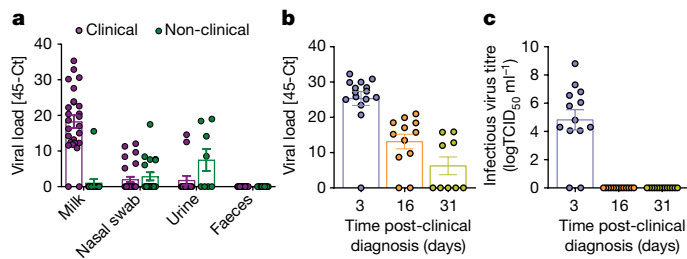 a
Clinical
Non-clinical
Viral load [45-Ct]
40
30
20
10
0
Milk
Nasal swab
Urine
Faeces
b
Viral load [45-Ct]
40
30
20
10
0
3
16
31
Time post-clinical
diagnosis (days)
c
Infectious virus titre
(logTCID50 ml−1)
10
8
6
4
2
0
3
16
31
Time post-clinical
diagnosis (days)